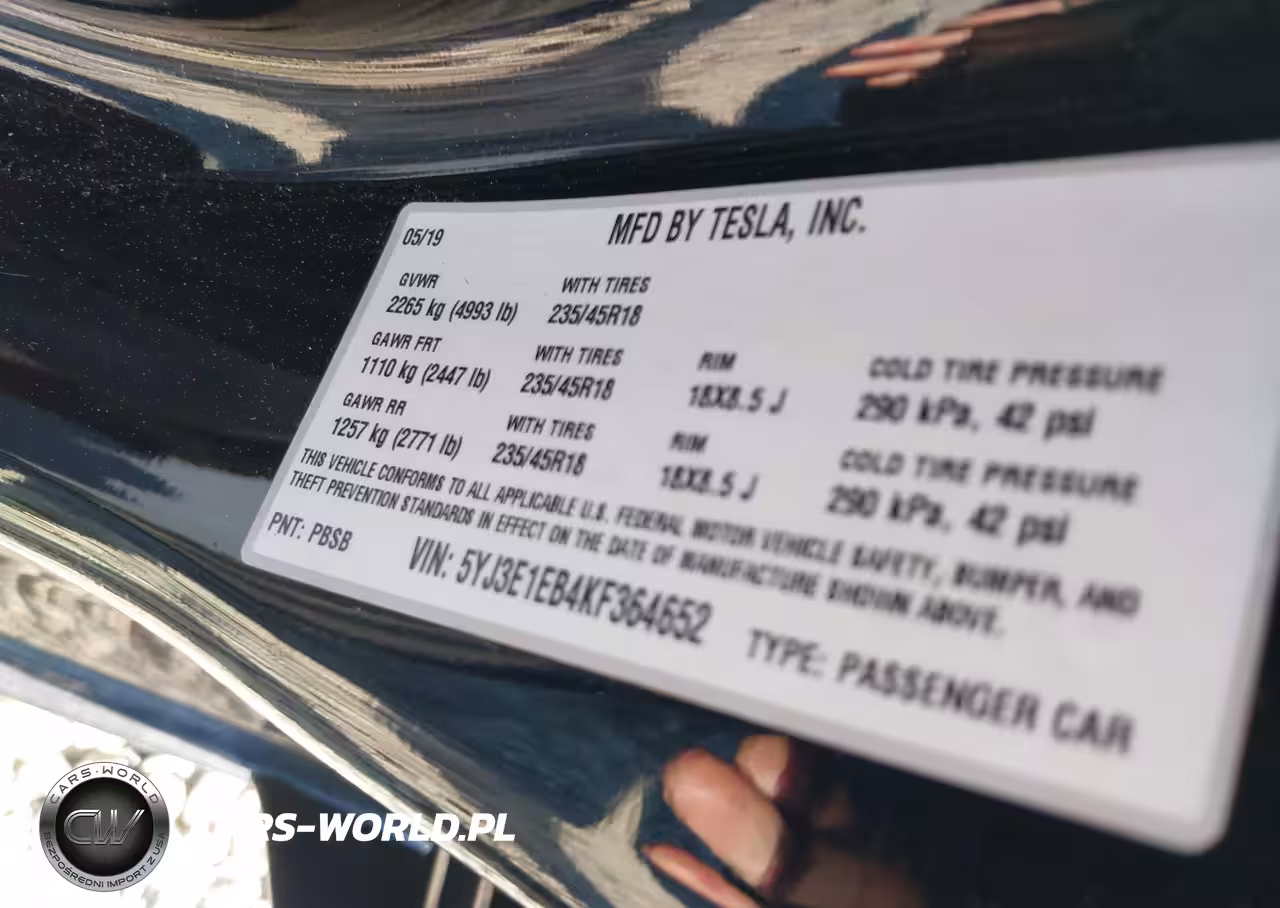 MFD BY TESLA, INC.
05/19
GVWR WITH TIRES
2265 kg (4993 lb) 235/45R18
GAWR FRT WITH TIRES RIM COLD TIRE PRESSURE
1110 kg (2447 lb) 235/45R18 18X8.5 J 290 kPa, 42 psi
GAWR RR WITH TIRES RIM COLD TIRE PRESSURE
1257 kg (2771 lb) 235/45R18 18X8.5 J 290 kPa, 42 psi
THIS VEHICLE CONFORMS TO ALL APPLICABLE U.S. FEDERAL MOTOR VEHICLE SAFETY, BUMPER, AND
THEFT PREVENTION STANDARDS IN EFFECT ON THE DATE OF MANUFACTURE SHOWN ABOVE.
PNT: PBSB VIN: 5YJ3E1EB4KF364652 TYPE: PASSENGER CAR
CARS-WORLD
CW
BEZPOŚREDNI IMPORT Z USA
RS-WORLD.PL